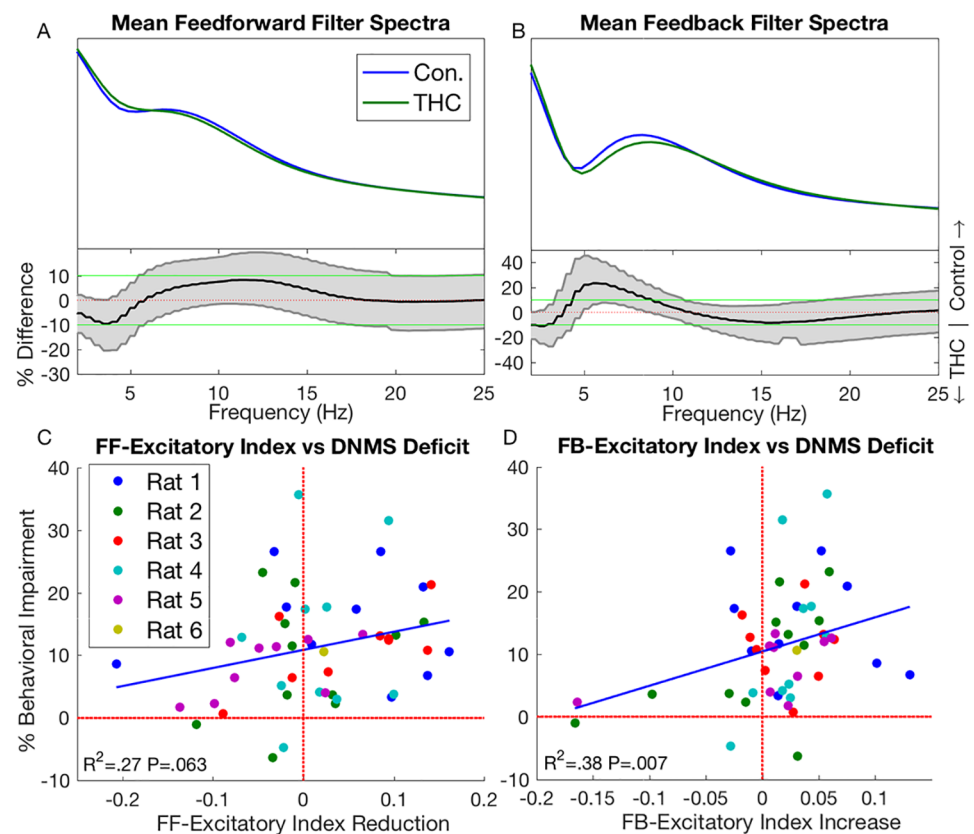 A Mean Feedforward Filter Spectra
Con.
THC
% Difference
10
0
-10
-20
-30
5 10 15 20 25
Frequency (Hz)
B Mean Feedback Filter Spectra
40
20
0
-20
-40
5 10 15 20 25
Frequency (Hz)
← THC | Control →
C FF-Excitatory Index vs DNMS Deficit
% Behavioral Impairment
40
30
20
10
0
-10
Rat 1
Rat 2
Rat 3
Rat 4
Rat 5
Rat 6
R²=.27 P=.063
-0.2 -0.1 0 0.1 0.2
FF-Excitatory Index Reduction
D FB-Excitatory Index vs DNMS Deficit
40
30
20
10
0
-10
R²=.38 P=.007
-0.2 -0.15 -0.1 -0.05 0 0.05 0.1
FB-Excitatory Index Increase